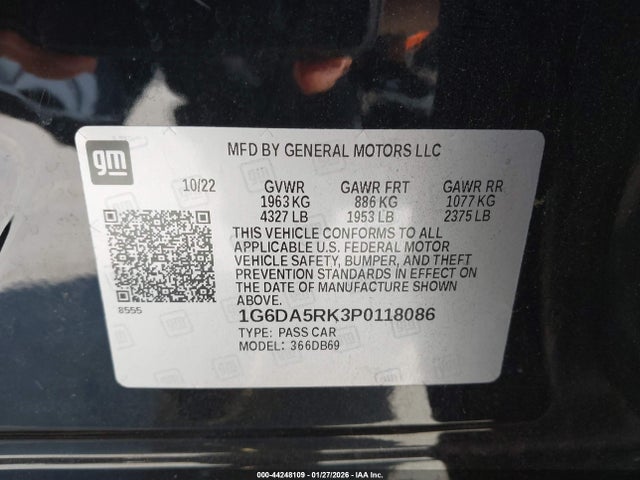 gm
MFD BY GENERAL MOTORS LLC
10/22 GVWR GAWR FRT GAWR RR
1963 KG 886 KG 1077 KG
4327 LB 1953 LB 2375 LB
THIS VEHICLE CONFORMS TO ALL
APPLICABLE U.S. FEDERAL MOTOR
VEHICLE SAFETY, BUMPER, AND THEFT
PREVENTION STANDARDS IN EFFECT ON
THE DATE OF MANUFACTURE SHOWN
ABOVE.
8555
1G6DA5RK3P0118086
TYPE: PASS CAR
MODEL: 366DB69
000-44248109 | 01/27/2026 | IAA Inc.